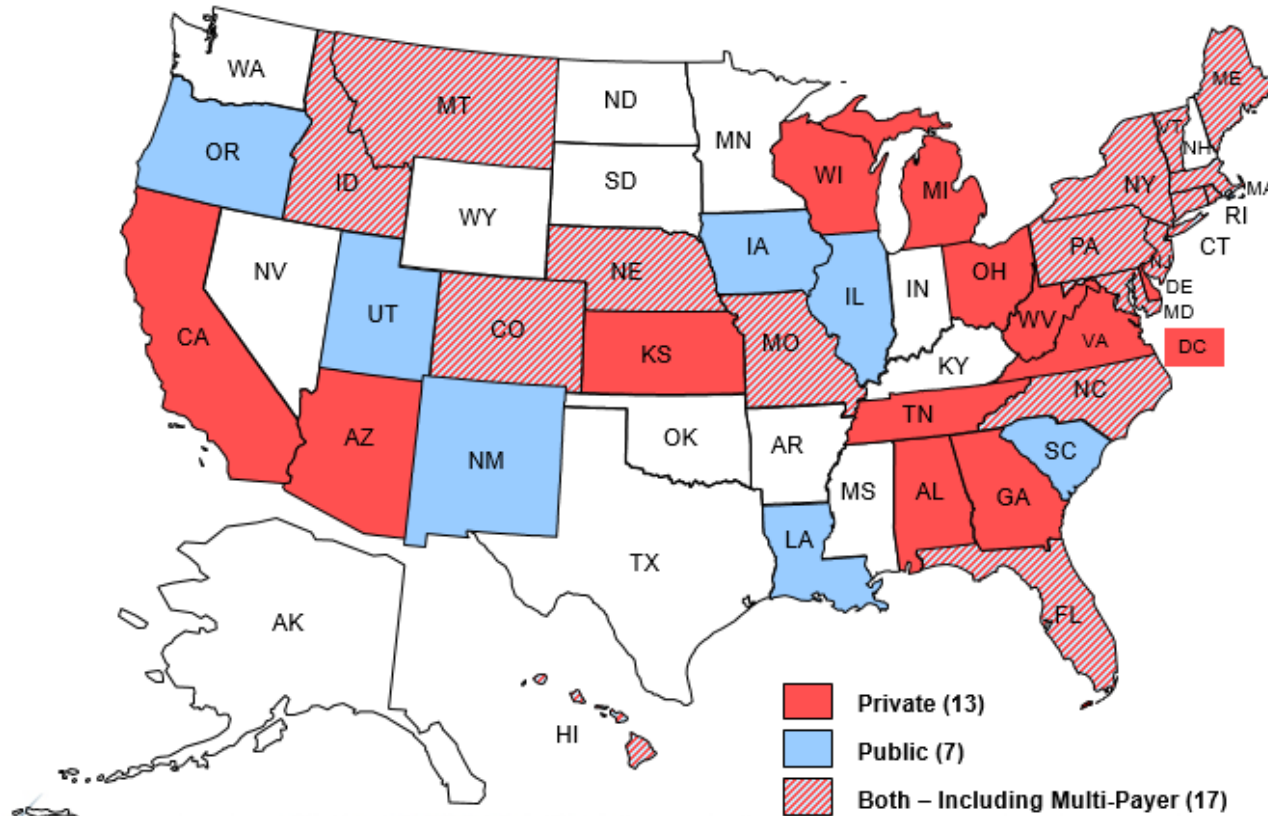 WA
MT
ND
MN
ME
VT
NH
OR
ID
SD
WI
MI
NY
MA
RI
WY
CT
IA
PA
NE
NJ
NV
OH
DE
IL
IN
UT
MD
CO
WV
CA
KS
MO
VA
DC
KY
NC
TN
AZ
OK
AR
SC
NM
MS
AL
GA
LA
TX
FL
AK
Private (13)
HI
Public (7)
Both – Including Multi-Payer (17)